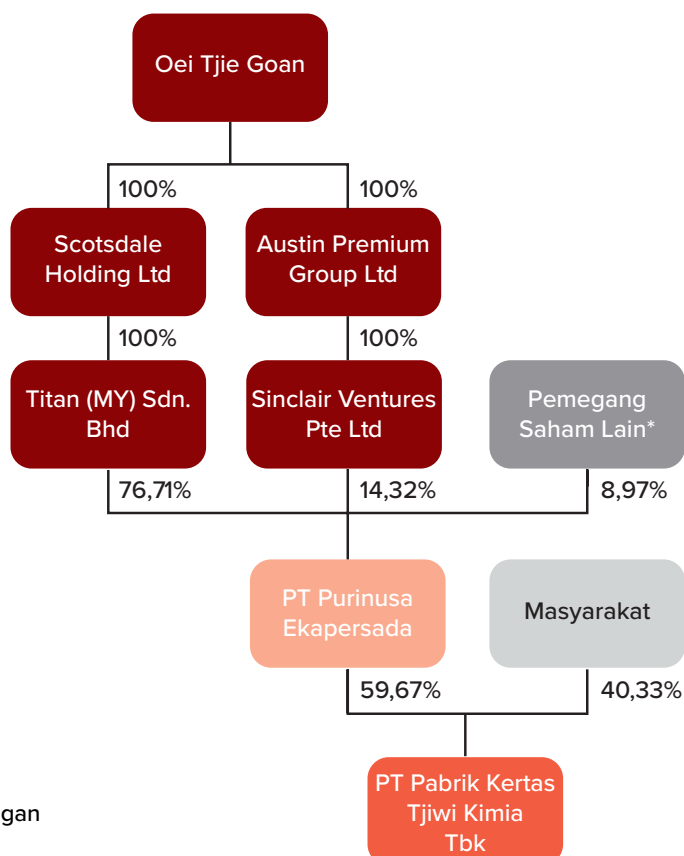 Oei Tjie Goan
100%
100%
Scotsdale
Holding Ltd
Austin Premium
Group Ltd
100%
100%
Titan (MY) Sdn.
Bhd
Sinclair Ventures
Pte Ltd
Pemegang
Saham Lain*
76,71%
14,32%
8,97%
PT Purinusa
Ekapersada
Masyarakat
59,67%
40,33%
PT Pabrik Kertas
Tjiwi Kimia
Tbk
gan